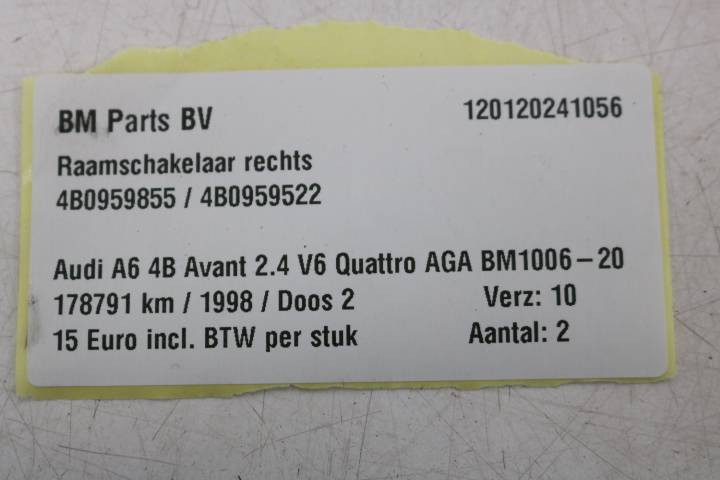 BM Parts BV 120120241056
Raamschakelaar rechts
4B0959855 / 4B0959522
Audi A6 4B Avant 2.4 V6 Quattro AGA BM1006-20
178791 km / 1998 / Doos 2 Verz: 10
15 Euro incl. BTW per stuk Aantal: 2